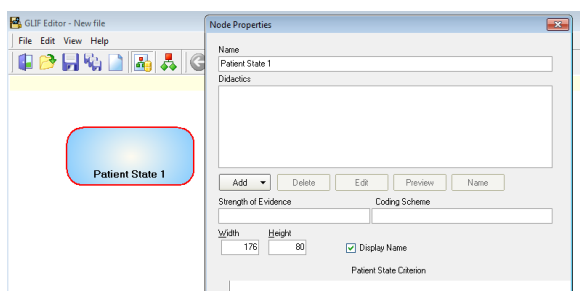 GLIF Editor - New file
File Edit View Help
Patient State 1
Node Properties
Name
Patient State 1
Didactics
Add Delete Edit Preview Name
Strength of Evidence Coding Scheme
Width Height
176 80 Display Name
Patient State Criterion